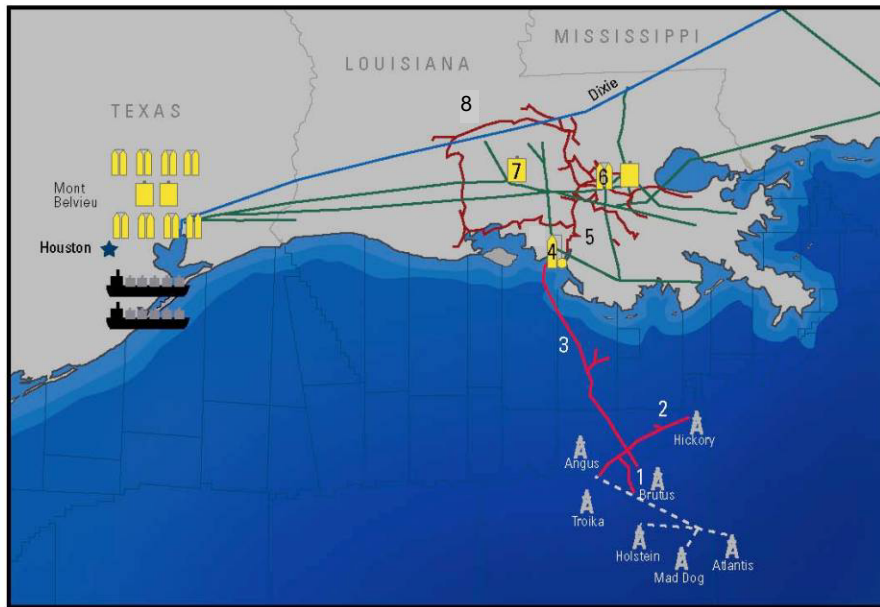 MISSISSIPPI
LOUISIANA
TEXAS
8
Dixie
7
6
Mont
Belvieu
5
Houston
4
3
2
Hickory
Angus
1
Brutus
Troika
Holstein
Atlantis
Mad Dog